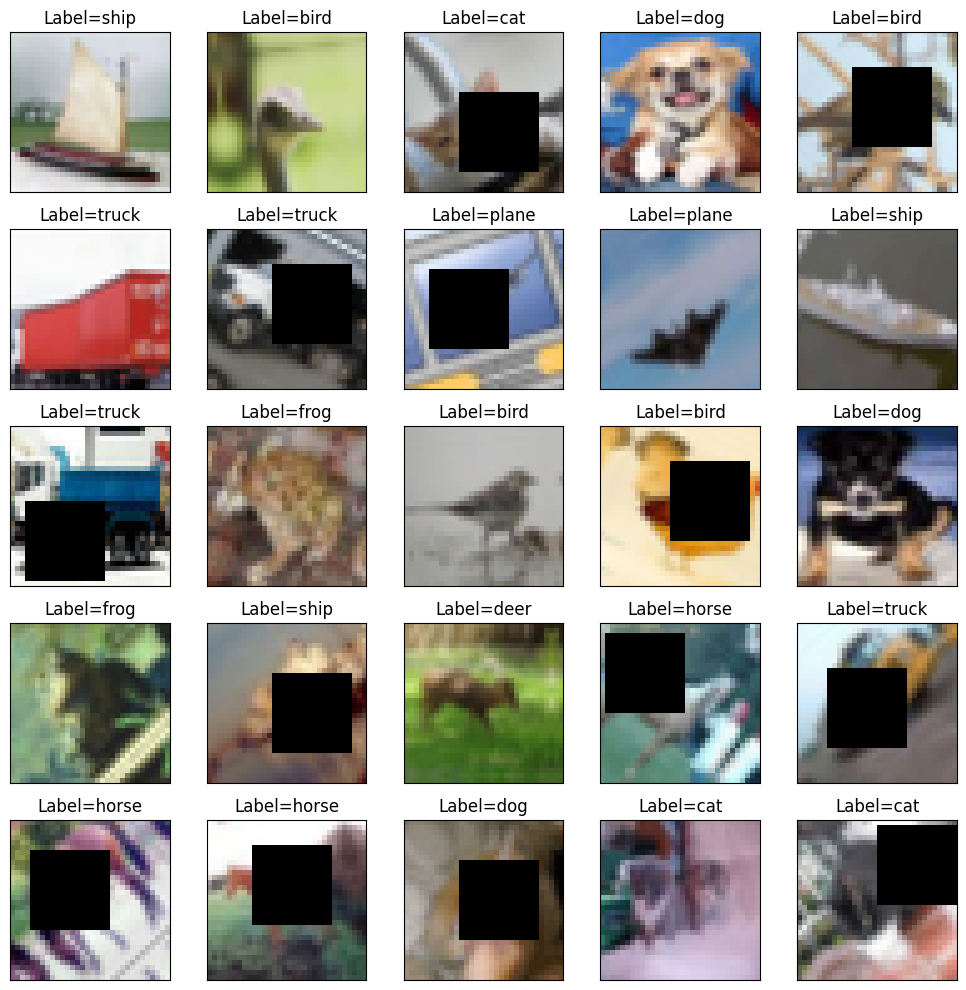 Label=ship Label=bird Label=cat Label=dog Label=bird
Label=truck Label=truck Label=plane Label=plane Label=ship
Label=truck Label=frog Label=bird Label=bird Label=dog
Label=frog Label=ship Label=deer Label=horse Label=truck
Label=horse Label=horse Label=dog Label=cat Label=cat